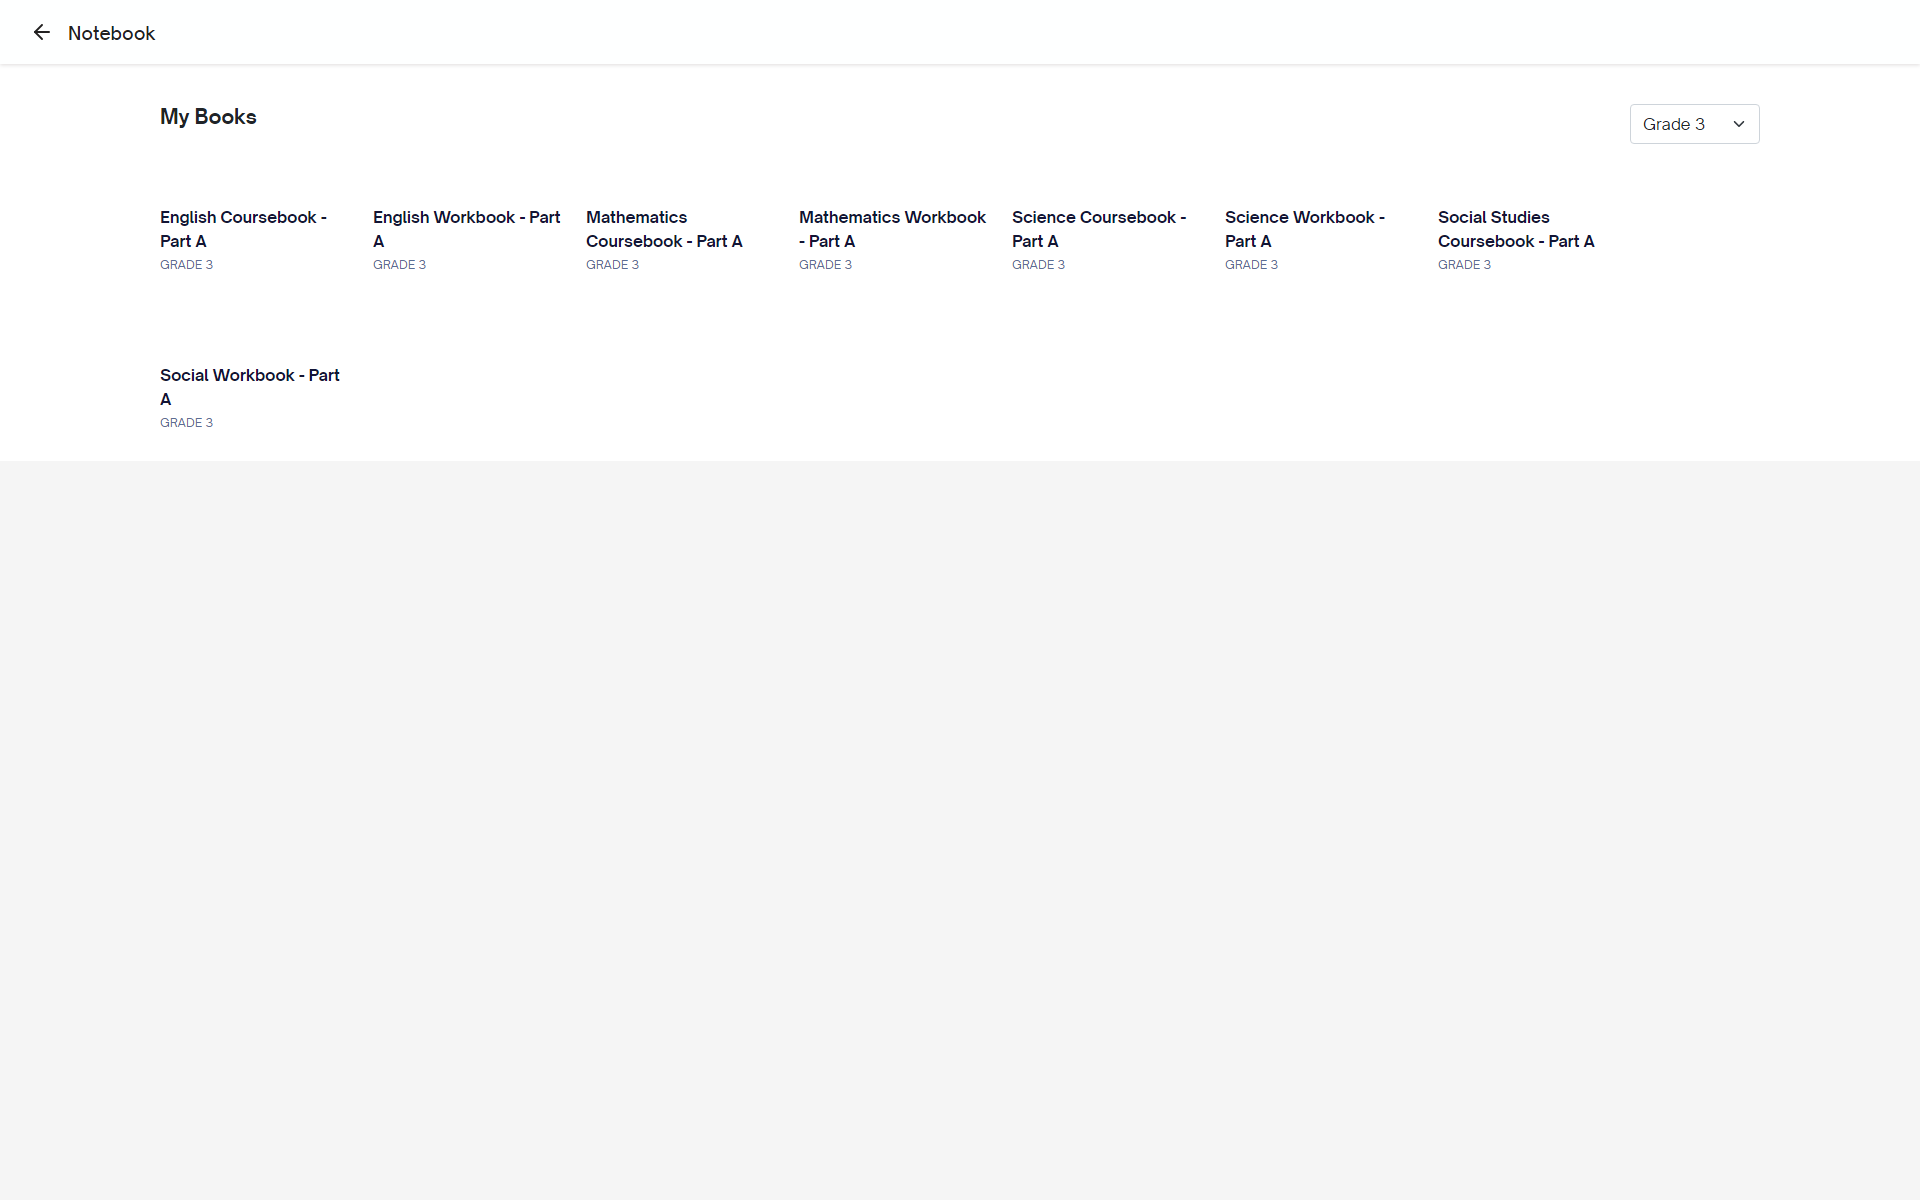 Notebook
My Books
Grade 3
English Coursebook -
Part A
GRADE 3
English Workbook - Part
A
GRADE 3
Mathematics
Coursebook - Part A
GRADE 3
Mathematics Workbook
- Part A
GRADE 3
Science Coursebook -
Part A
GRADE 3
Science Workbook -
Part A
GRADE 3
Social Studies
Coursebook - Part A
GRADE 3
Social Workbook - Part
A
GRADE 3